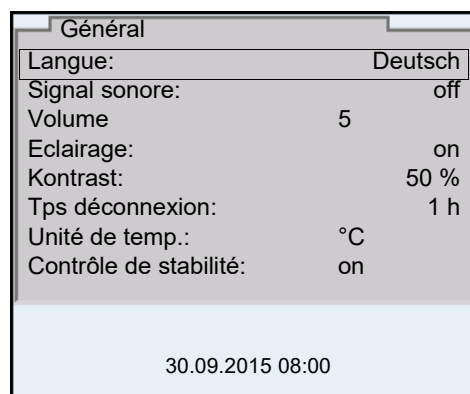 Général
Langue: Deutsch
Signal sonore: off
Volume 5
Eclairage: on
Kontrast: 50 %
Tps déconnexion: 1 h
Unité de temp.: °C
Contrôle de stabilité: on
30.09.2015 08:00